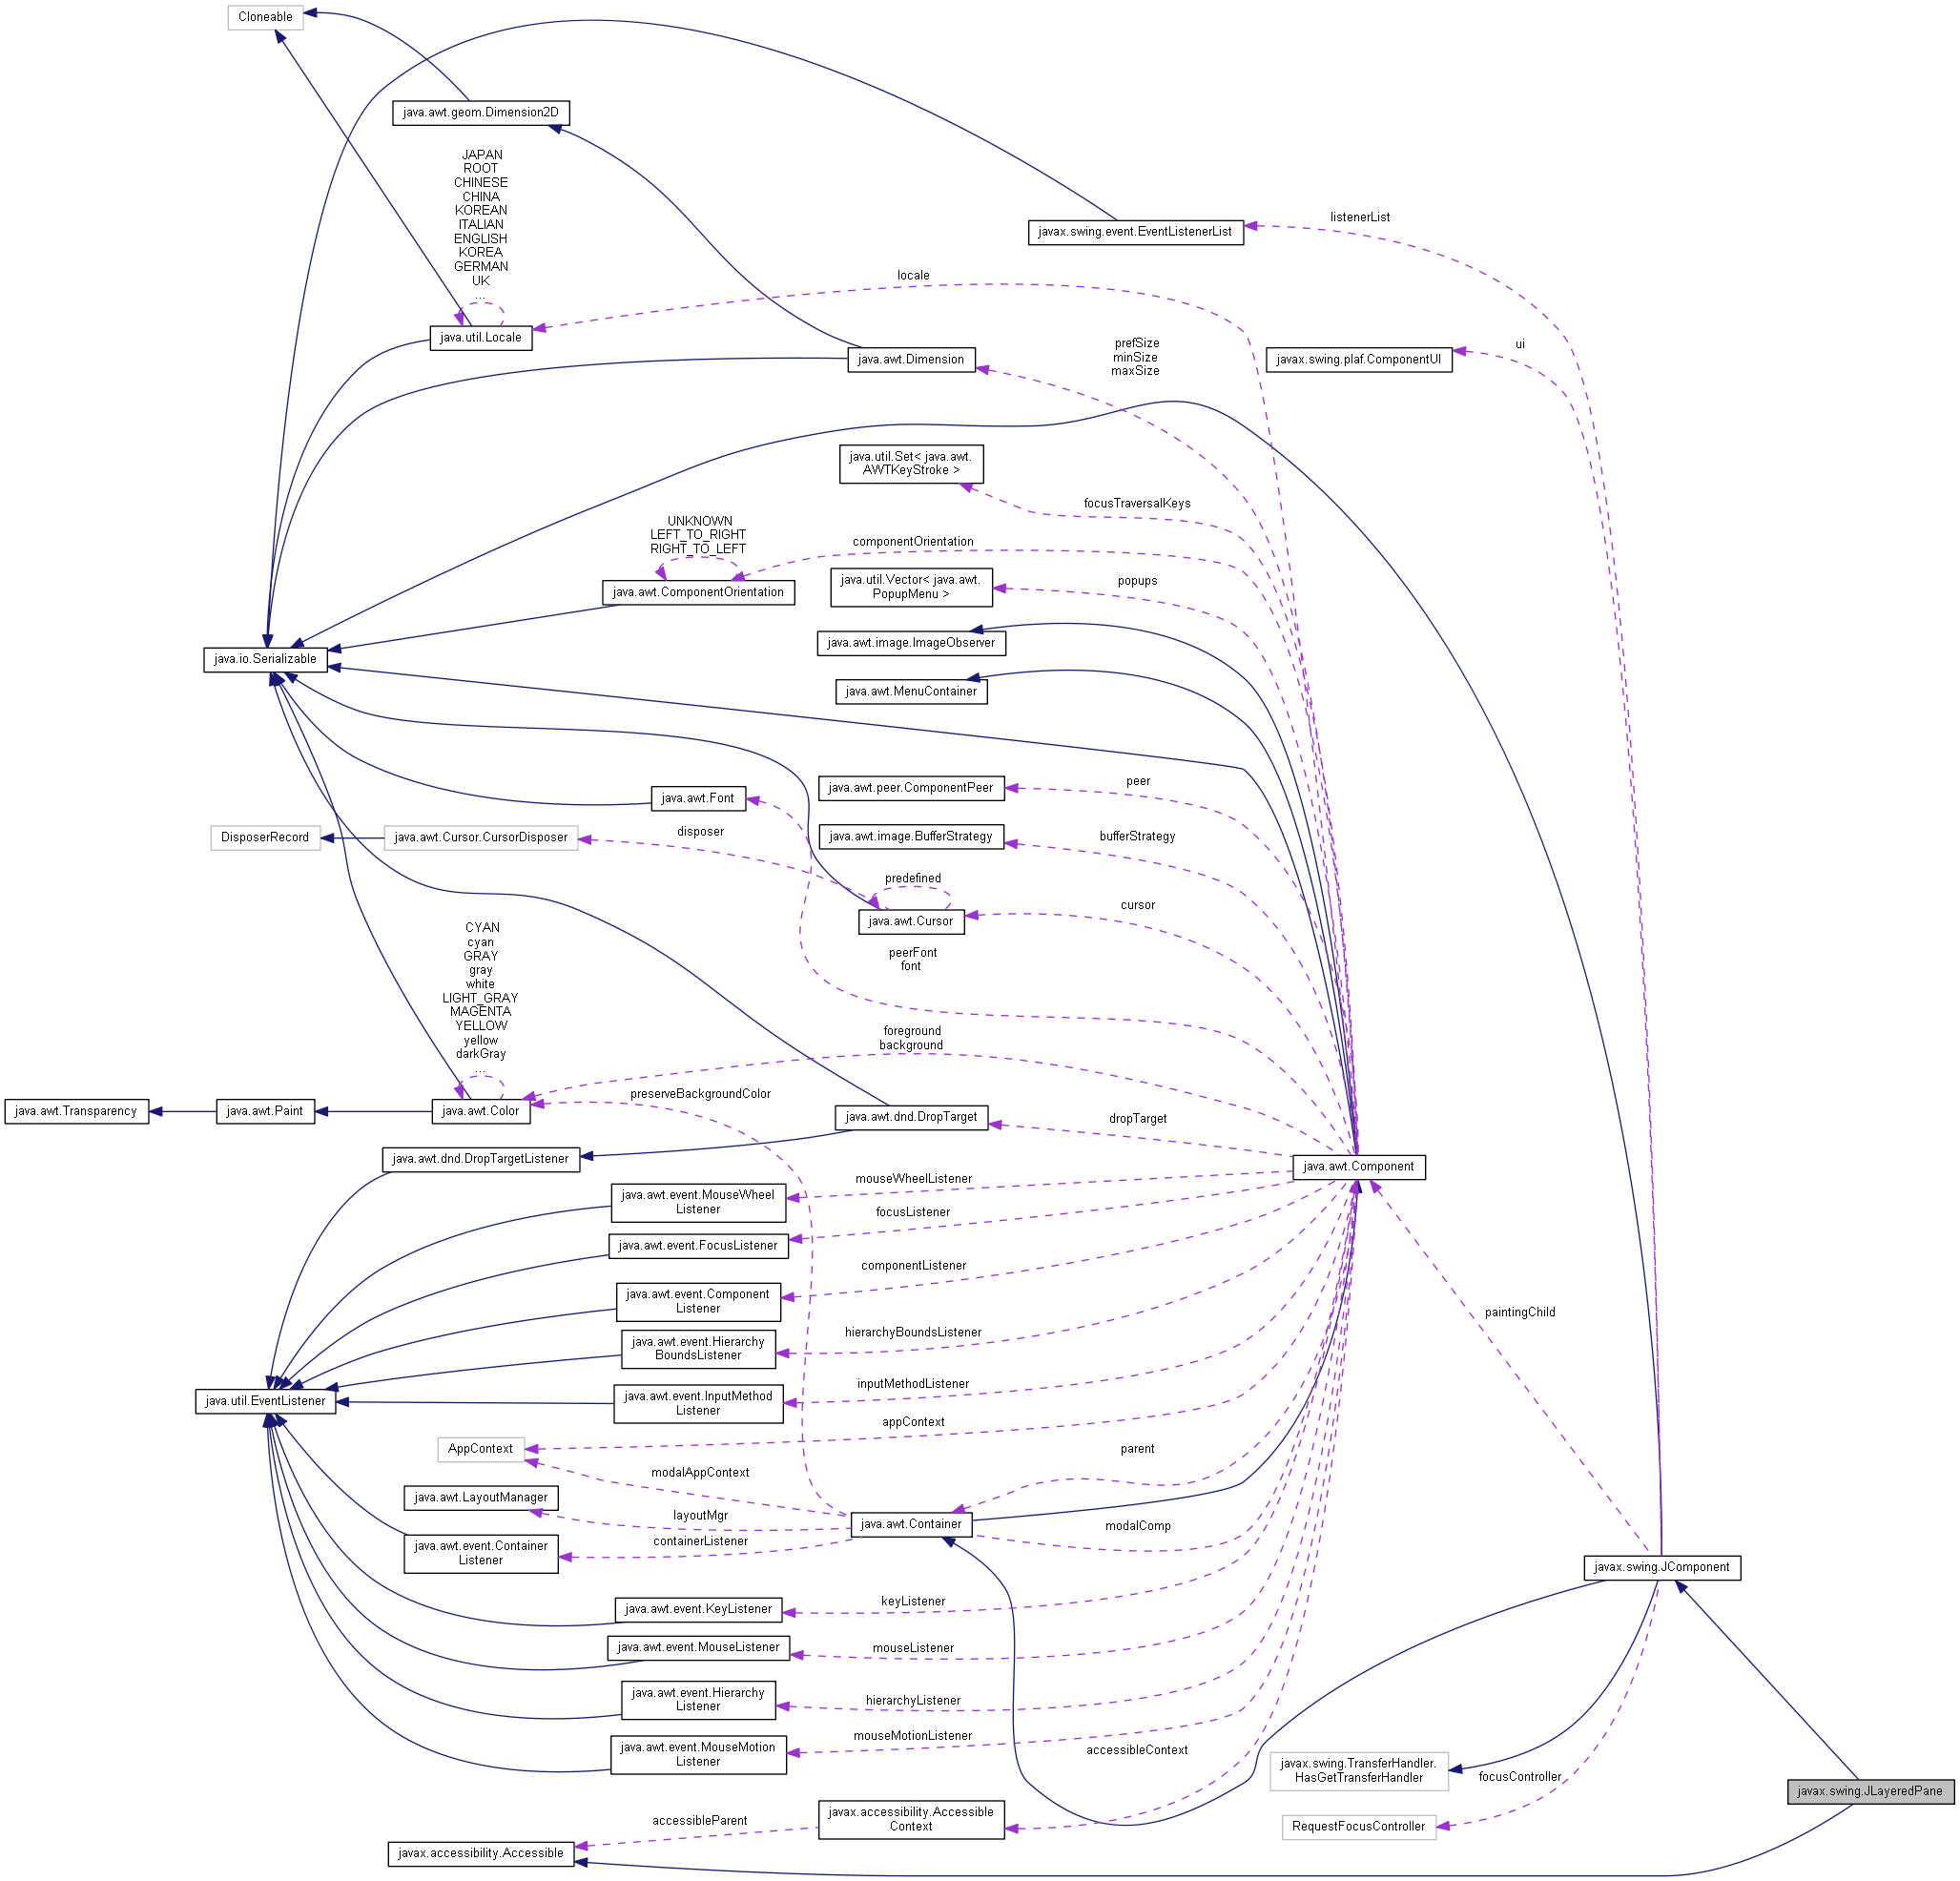 Cloneable
java.awt.geom.Dimension2D
JAPAN
ROOT
CHINESE
CHINA
KOREAN
ITALIAN
ENGLISH
KOREA
GERMAN
UK
...
java.util.Locale
listenerList
javax.swing.event.EventListenerList
locale
java.awt.Dimension
prefSize
minSize
maxSize
javax.swing.plaf.ComponentUI
ui
java.util.Set< java.awt.
AWTKeyStroke >
focusTraversalKeys
UNKNOWN
LEFT_TO_RIGHT
RIGHT_TO_LEFT
componentOrientation
java.awt.ComponentOrientation
java.util.Vector< java.awt.
PopupMenu >
popups
java.awt.image.ImageObserver
java.io.Serializable
java.awt.MenuContainer
java.awt.peer.ComponentPeer
peer
java.awt.Font
DisposerRecord
java.awt.Cursor.CursorDisposer
disposer
java.awt.image.BufferStrategy
bufferStrategy
predefined
java.awt.Cursor
cursor
peerFont
font
CYAN
cyan
GRAY
gray
white
LIGHT_GRAY
MAGENTA
YELLOW
yellow
darkGray
...
foreground
background
preserveBackgroundColor
java.awt.Transparency
java.awt.Paint
java.awt.Color
java.awt.dnd.DropTarget
dropTarget
java.awt.dnd.DropTargetListener
java.awt.Component
java.awt.event.MouseWheel
Listener
mouseWheelListener
java.awt.event.FocusListener
focusListener
java.awt.event.Component
Listener
componentListener
java.awt.event.Hierarchy
BoundsListener
hierarchyBoundsListener
paintingChild
java.util.EventListener
java.awt.event.InputMethod
Listener
inputMethodListener
AppContext
appContext
modalAppContext
parent
java.awt.LayoutManager
layoutMgr
java.awt.Container
modalComp
java.awt.event.Container
Listener
containerListener
javax.swing.JComponent
java.awt.event.KeyListener
keyListener
java.awt.event.MouseListener
mouseListener
java.awt.event.Hierarchy
Listener
hierarchyListener
java.awt.event.MouseMotion
Listener
mouseMotionListener
accessibleContext
javax.swing.TransferHandler.
HasGetTransferHandler
focusController
javax.swing.JLayeredPane
accessibleParent
javax.accessibility.Accessible
Context
RequestFocusController
javax.accessibility.Accessible